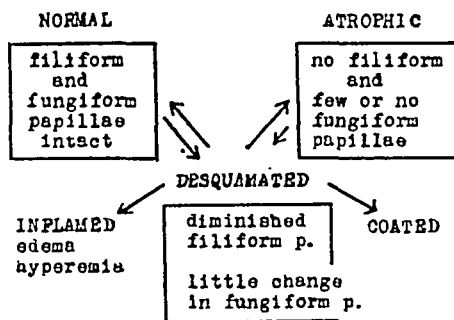 NORMAL
filiform
and
fungiform
papillae
intact
ATROPHIC
no filiform
and
few or no
fungiform
papillae
DESQUAMATED
INFLAMED
edema
hyperemia
diminished
filiform p.
little change
in fungiform p.
COATED